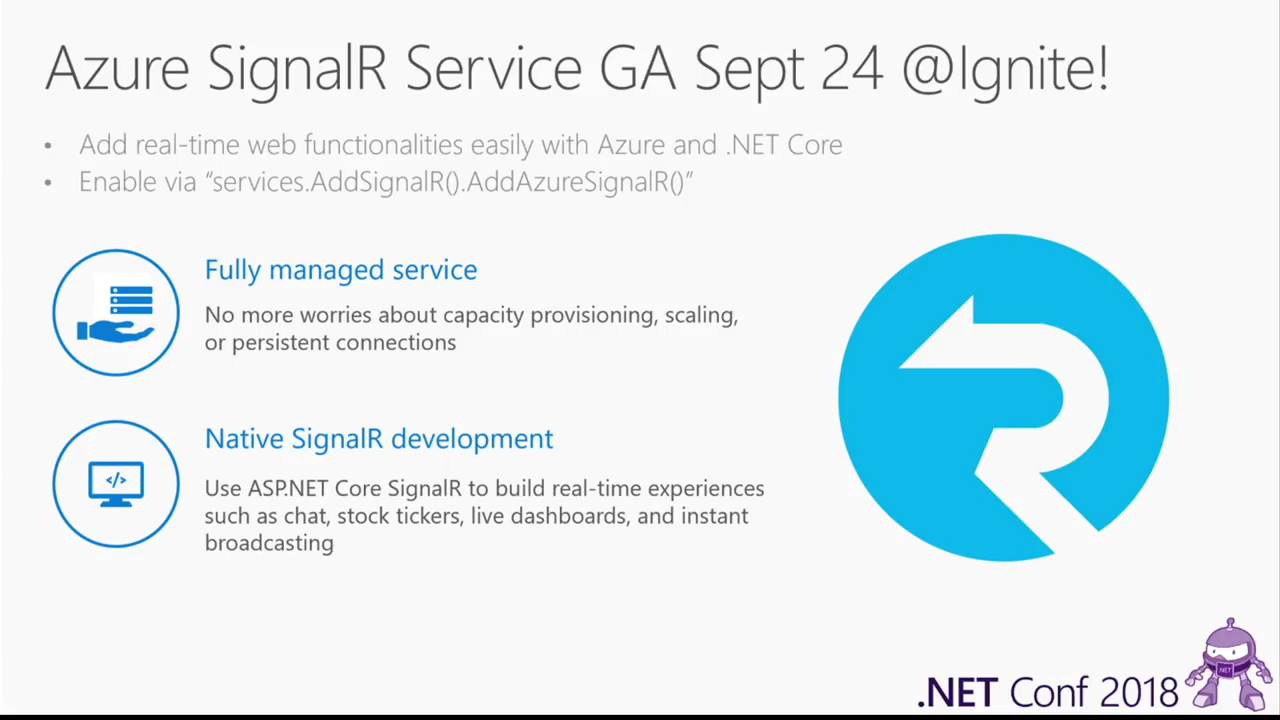 Azure SignalR Service GA Sept 24 @Ignite!
• Add real-time web functionalities easily with Azure and .NET Core
• Enable via “services.AddSignalR().AddAzureSignalR()”
Fully managed service
No more worries about capacity provisioning, scaling,
or persistent connections
Native SignalR development
</>
Use ASP.NET Core SignalR to build real-time experiences
such as chat, stock tickers, live dashboards, and instant
broadcasting
.NET Conf 2018
.NET